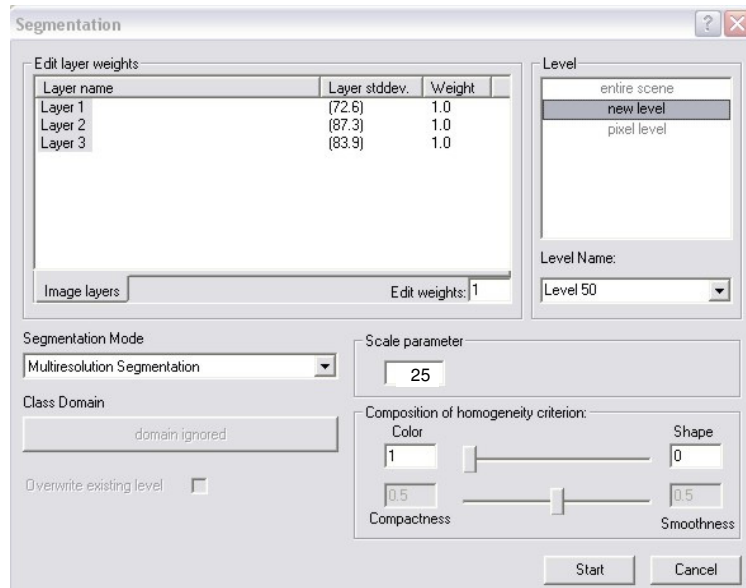 Segmentation
Edit layer weights
Layer name Layer stddev. Weight
Layer 1 (72.6) 1.0
Layer 2 (87.3) 1.0
Layer 3 (83.9) 1.0
Image layers
Edit weights: 1
Level
entire scene
new level
pixel level
Level Name:
Level 50
Segmentation Mode
Multiresolution Segmentation
Class Domain
domain ignored
Overwrite existing level
Scale parameter
25
Composition of homogeneity criterion:
Color Shape
1 0
0.5 0.5
Compactness Smoothness
Start Cancel